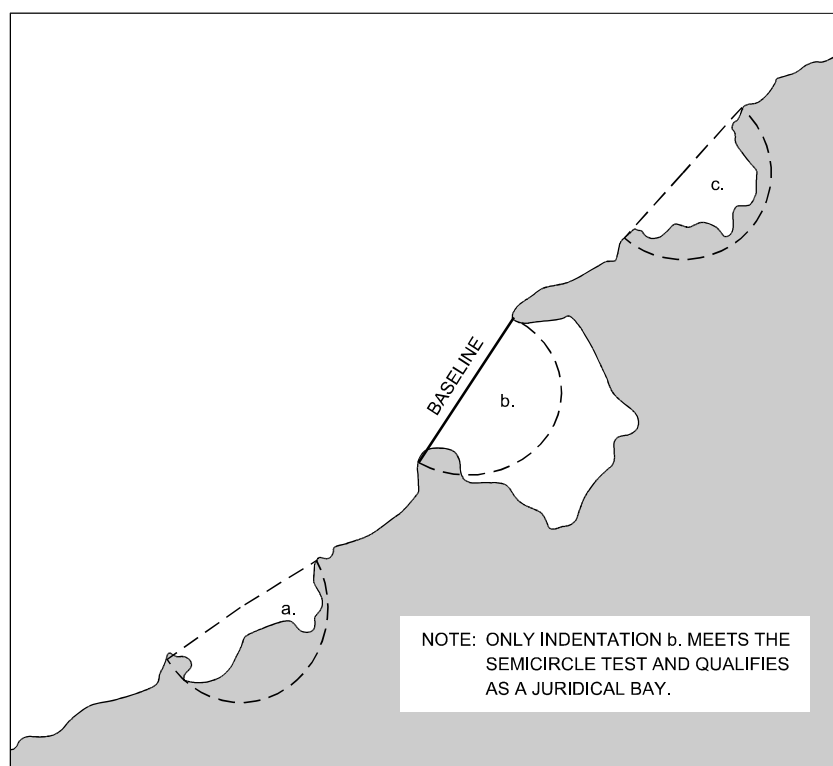 c.
BASELINE
b.
a.
NOTE: ONLY INDENTATION b. MEETS THE
SEMICIRCLE TEST AND QUALIFIES
AS A JURIDICAL BAY.